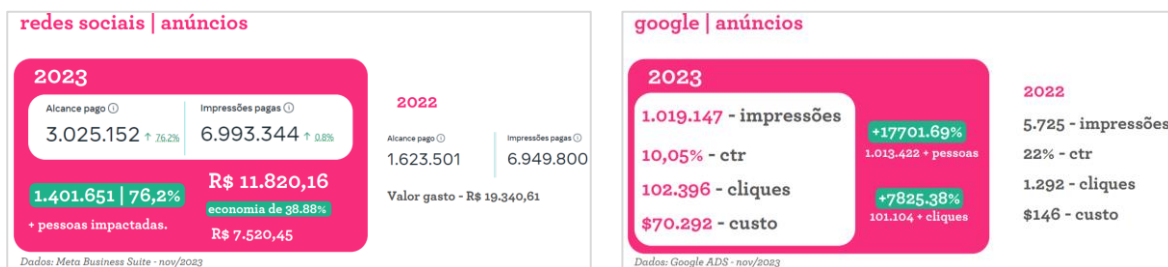 redes sociais | anúncios
2023
Alcance pago
3.025.152 ↑ 76,2%
Impressões pagas
6.993.344 ↑ 0,8%
1.401.651 | 76,2%
+ pessoas impactadas.
R$ 11.820,16
economia de 38.88%
R$ 7.520,45
2022
Alcance pago
1.623.501
Impressões pagas
6.949.800
Valor gasto - R$ 19.340,61
Dados: Meta Business Suite - nov/2023
google | anúncios
2023
1.019.147 - impressões
10,05% - ctr
102.396 - cliques
$70.292 - custo
+17701.69%
1.013.422 + pessoas
+7825.38%
101.104 + cliques
2022
5.725 - impressões
22% - ctr
1.292 - cliques
$146 - custo
Dados: Google ADS - nov/2023